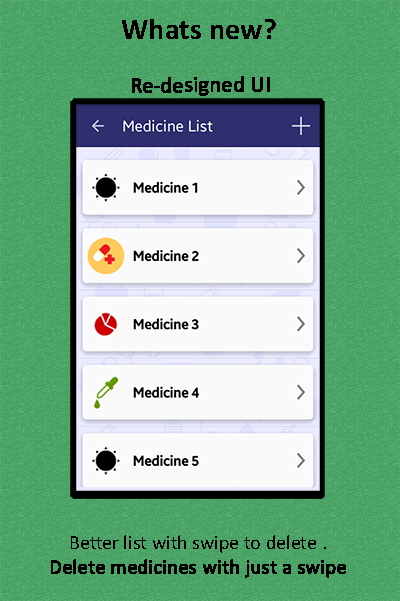 Whats new?
Re-designed UI
Medicine List
Medicine 1
Medicine 2
Medicine 3
Medicine 4
Medicine 5
Better list with swipe to delete .
Delete medicines with just a swipe